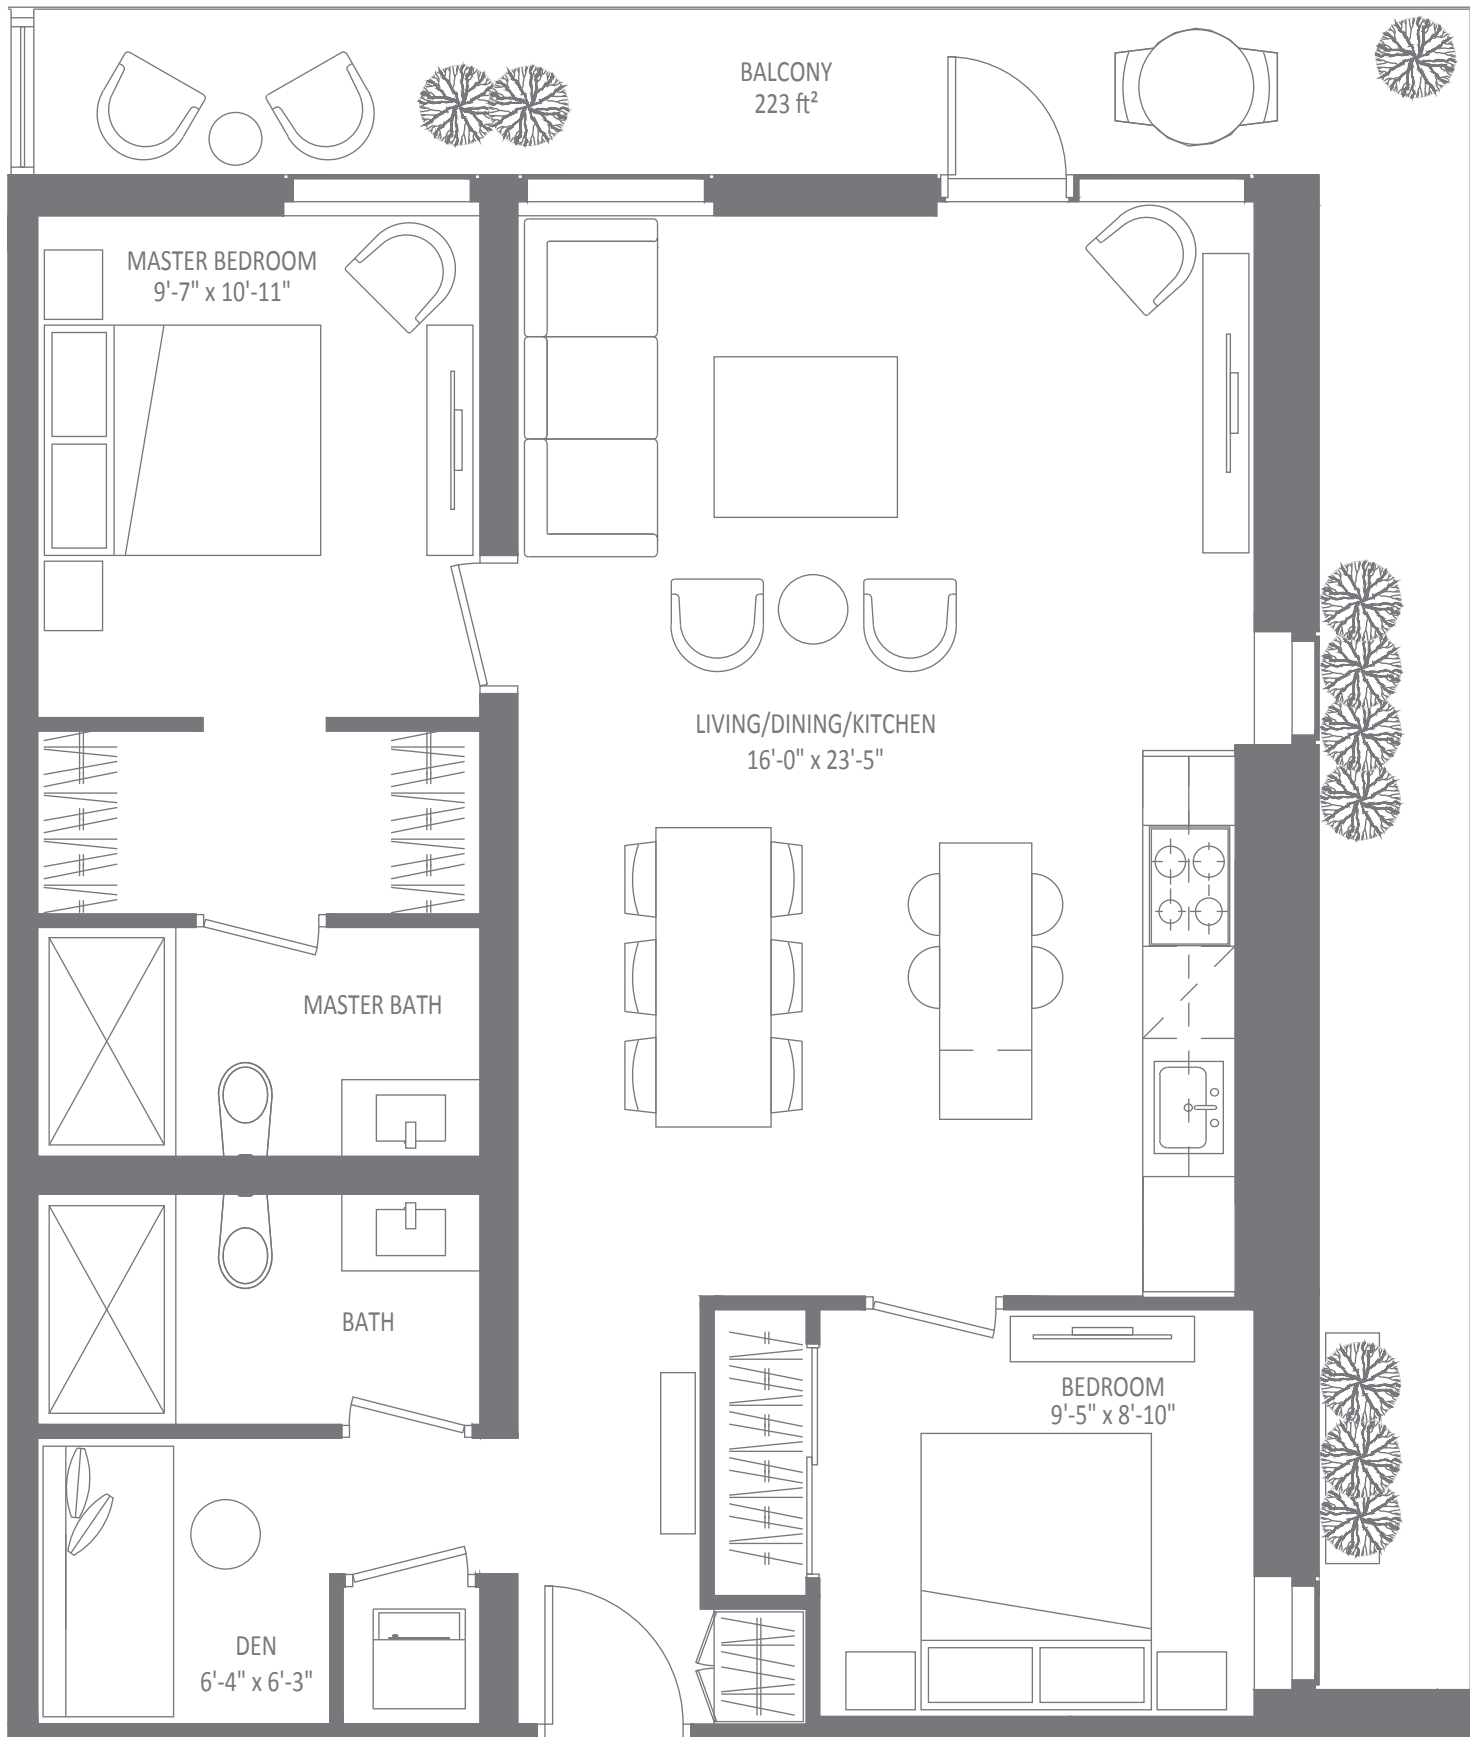 BALCONY
223 ft²
MASTER BEDROOM
9'-7" x 10'-11"
LIVING/DINING/KITCHEN
16'-0" x 23'-5"
MASTER BATH
BATH
BEDROOM
9'-5" x 8'-10"
DEN
6'-4" x 6'-3"